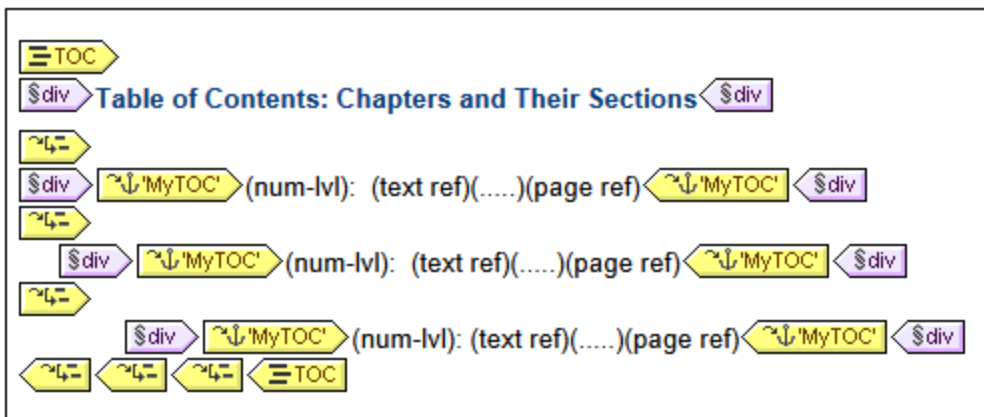 TOC
§div Table of Contents: Chapters and Their Sections §div
§div 'MyTOC' (num-lvl): (text ref)(.....)(page ref) 'MyTOC' §div
§div 'MyTOC' (num-lvl): (text ref)(.....)(page ref) 'MyTOC' §div
§div 'MyTOC' (num-lvl): (text ref)(.....)(page ref) 'MyTOC' §div
TOC